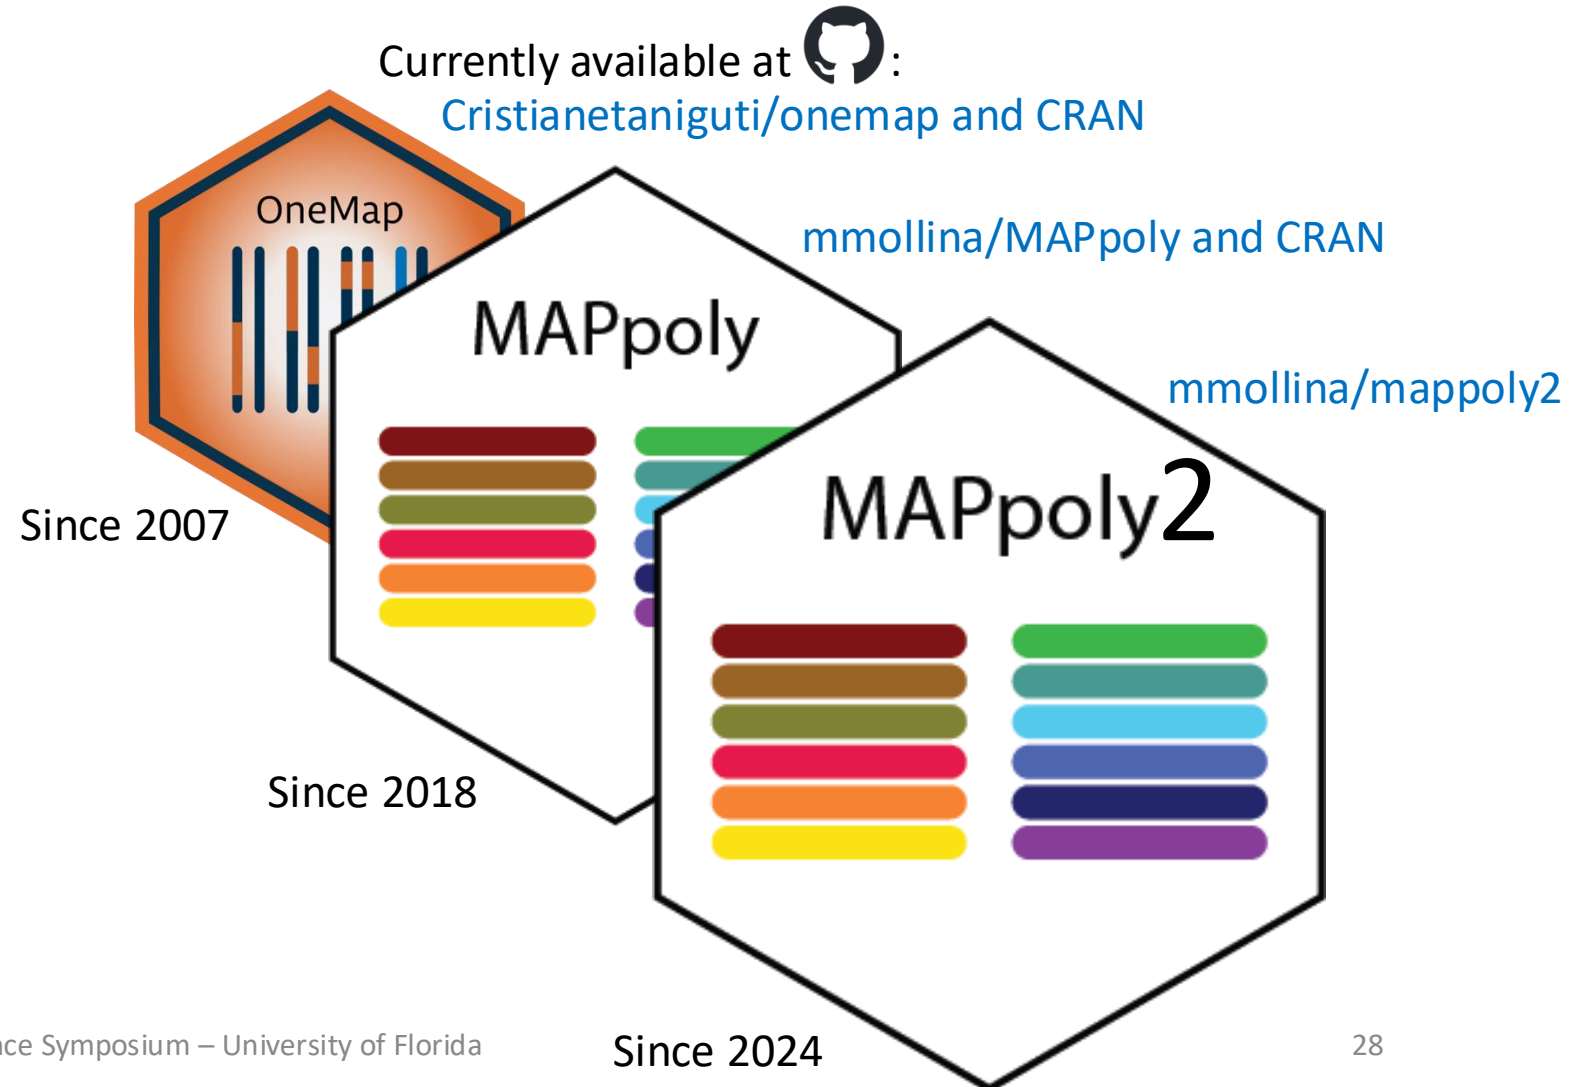 Currently available at :
Cristianetaniguti/onemap and CRAN
OneMap
mmollina/MAPpoly and CRAN
MAPpoly
mmollina/mappoly2
MAPpoly2
Since 2007
Since 2018
Since 2024
Symposium – University of Florida
28